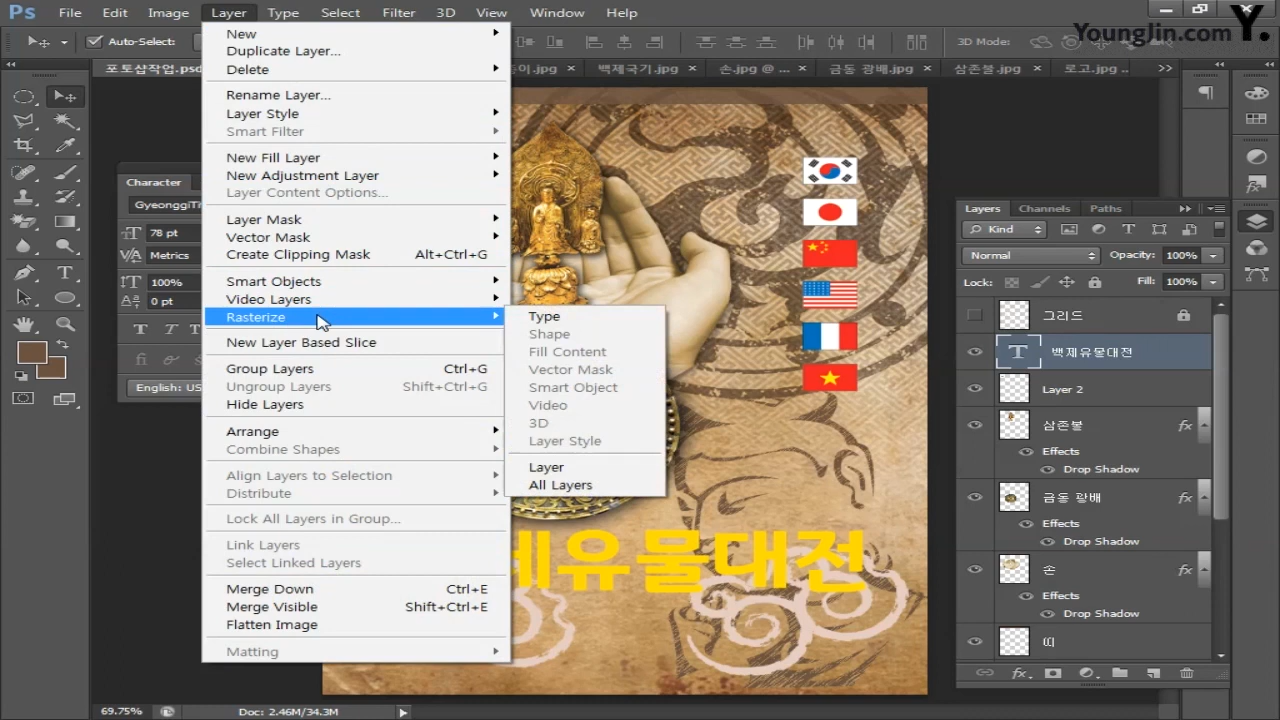 Ps File Edit Image Layer Type Select Filter 3D View Window Help
YoungJin.com Y.
Auto-Select:
3D Mode:
포토샵작업.psd
백제국기.jpg
손.jpg @ ...
금동 광배.jpg
삼존불.jpg
로고.jpg ..
New
Duplicate Layer...
Delete
Rename Layer...
Layer Style
Smart Filter
New Fill Layer
New Adjustment Layer
Layer Content Options...
Layer Mask
Vector Mask
Create Clipping Mask Alt+Ctrl+G
Smart Objects
Video Layers
Rasterize
New Layer Based Slice
Group Layers Ctrl+G
Ungroup Layers Shift+Ctrl+G
Hide Layers
Arrange
Combine Shapes
Align Layers to Selection
Distribute
Lock All Layers in Group...
Link Layers
Select Linked Layers
Merge Down Ctrl+E
Merge Visible Shift+Ctrl+E
Flatten Image
Matting
Type
Shape
Fill Content
Vector Mask
Smart Object
Video
3D
Layer Style
Layer
All Layers
Character
GyeonggiTi
78 pt
Metrics
100%
0 pt
T T T
fi
English: US
유물대전
Layers Channels Paths
Kind
Normal Opacity: 100%
Lock: Fill: 100%
그리드
백제유물대전
Layer 2
삼존불 fx
Effects
Drop Shadow
금동 광배 fx
Effects
Drop Shadow
손 fx
Effects
Drop Shadow
띠
fx
69.75% Doc: 2.46M/34.3M